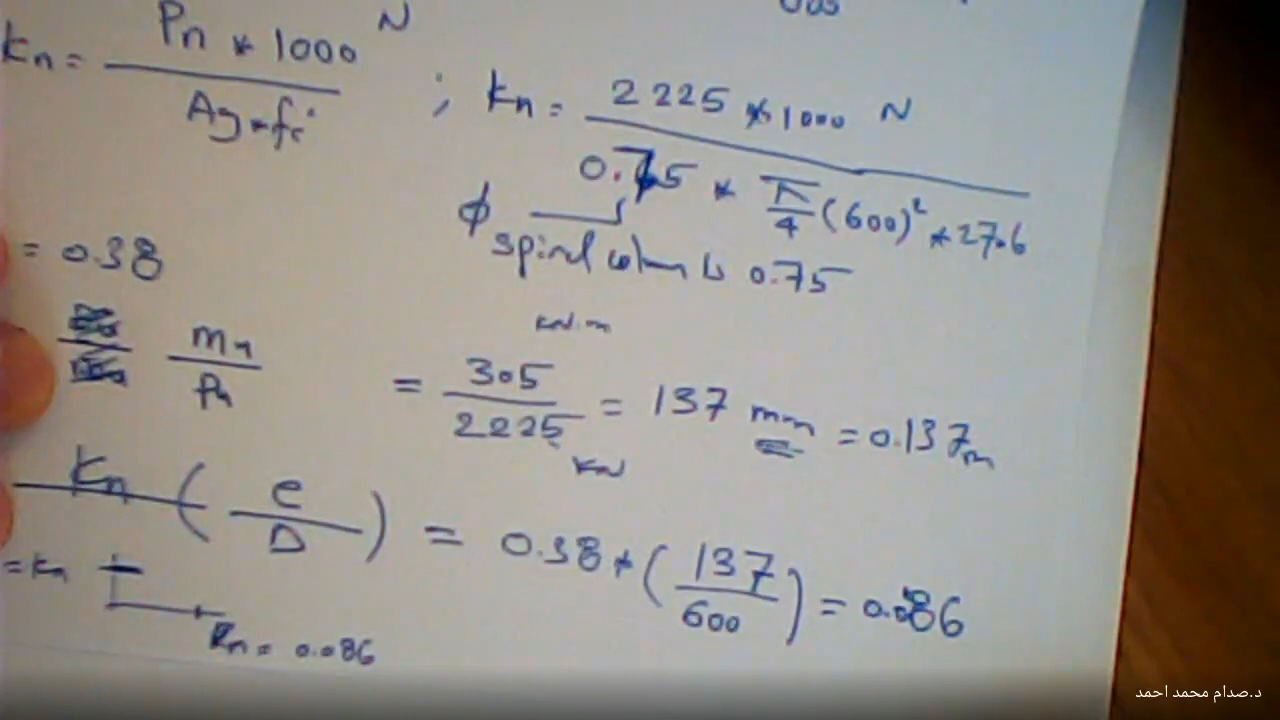 N
Kn = Pn * 1000 / Ag * fc' ; Kn = 2225 * 1000 N / 0.75 * π/4 (600)² * 27.6
ϕ spiral column is 0.75
= 0.38
Mn / Pn = 305 kN.m / 2225 kN = 137 mm = 0.137 m
Kn (e / D) = 0.38 * (137 / 600) = 0.086
= Kn
Rn = 0.086
د.صدام محمد احمد